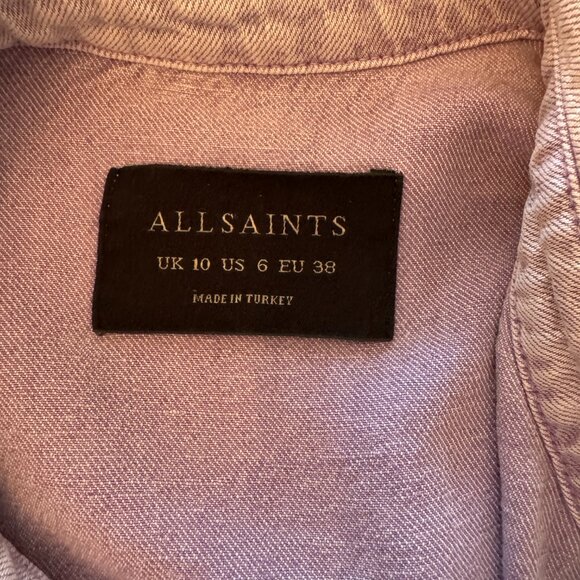 ALLSAINTS
UK 10 US 6 EU 38
MADE IN TURKEY